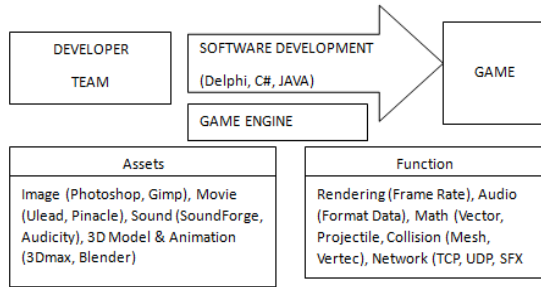 DEVELOPER
TEAM
SOFTWARE DEVELOPMENT
(Delphi, C#, JAVA)
GAME
GAME ENGINE
Assets
Image (Photoshop, Gimp), Movie
(Ulead, Pinacle), Sound (SoundForge,
Audicity), 3D Model & Animation
(3Dmax, Blender)
Function
Rendering (Frame Rate), Audio
(Format Data), Math (Vector,
Projectile, Collision (Mesh,
Vertec), Network (TCP, UDP, SFX